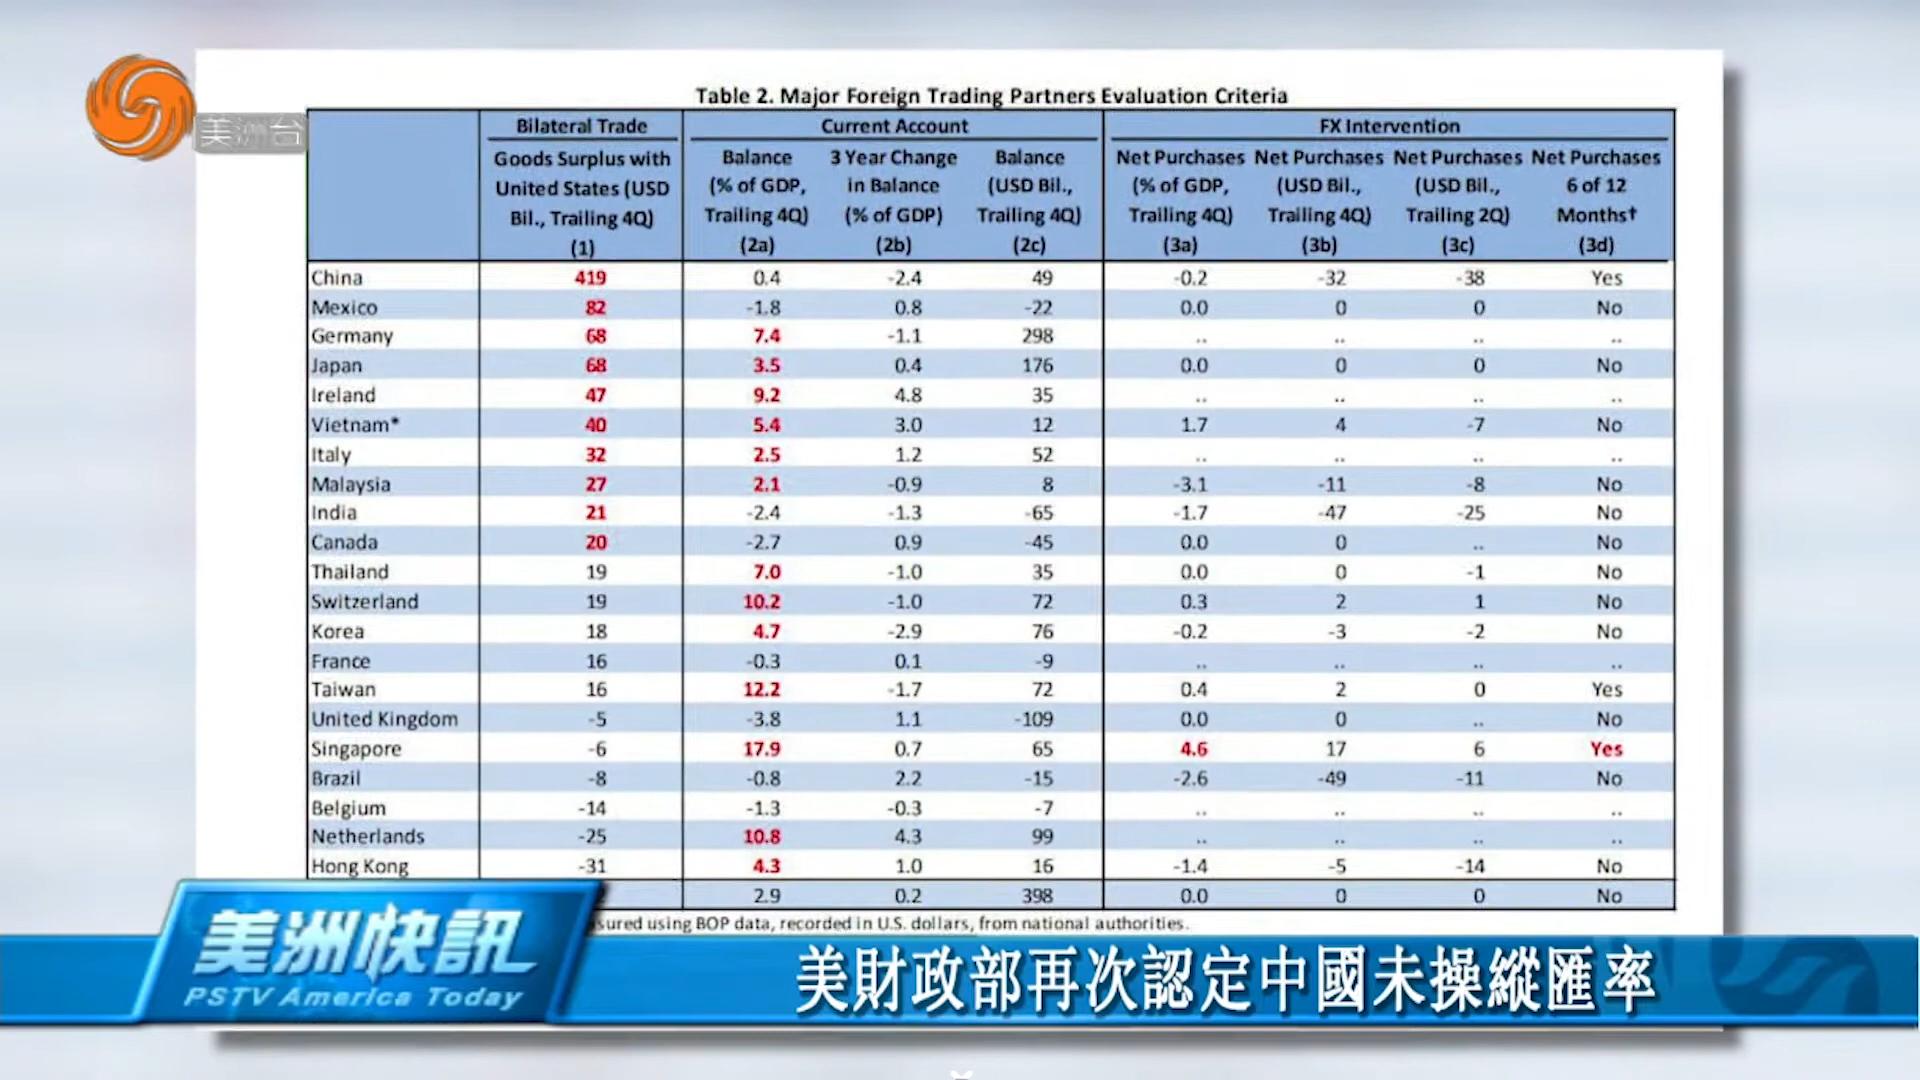 美洲台
Table 2. Major Foreign Trading Partners Evaluation Criteria
Bilateral Trade Current Account FX Intervention
Goods Surplus with United States (USD Bil., Trailing 4Q) (1) Balance (% of GDP, Trailing 4Q) (2a) 3 Year Change in Balance (% of GDP) (2b) Balance (USD Bil., Trailing 4Q) (2c) Net Purchases (% of GDP, Trailing 4Q) (3a) Net Purchases (USD Bil., Trailing 4Q) (3b) Net Purchases (USD Bil., Trailing 2Q) (3c) Net Purchases 6 of 12 Months† (3d)
China 419 0.4 -2.4 49 -0.2 -32 -38 Yes
Mexico 82 -1.8 0.8 -22 0.0 0 0 No
Germany 68 7.4 -1.1 298 .. .. .. ..
Japan 68 3.5 0.4 176 0.0 0 0 No
Ireland 47 9.2 4.8 35 .. .. .. ..
Vietnam* 40 5.4 3.0 12 1.7 4 -7 No
Italy 32 2.5 1.2 52 .. .. .. ..
Malaysia 27 2.1 -0.9 8 -3.1 -11 -8 No
India 21 -2.4 -1.3 -65 -1.7 -47 -25 No
Canada 20 -2.7 0.9 -45 0.0 0 .. No
Thailand 19 7.0 -1.0 35 0.0 0 -1 No
Switzerland 19 10.2 -1.0 72 0.3 2 1 No
Korea 18 4.7 -2.9 76 -0.2 -3 -2 No
France 16 -0.3 0.1 -9 .. .. .. ..
Taiwan 16 12.2 -1.7 72 0.4 2 0 Yes
United Kingdom -5 -3.8 1.1 -109 0.0 0 .. No
Singapore -6 17.9 0.7 65 4.6 17 6 Yes
Brazil -8 -0.8 2.2 -15 -2.6 -49 -11 No
Belgium -14 -1.3 -0.3 -7 .. .. .. ..
Netherlands -25 10.8 4.3 99 .. .. .. ..
Hong Kong -31 4.3 1.0 16 -1.4 -5 -14 No
2.9 0.2 398 0.0 0 0 No
sured using BOP data, recorded in U.S. dollars, from national authorities.
美洲快訊
PSTV America Today
美財政部再次認定中國未操縱匯率